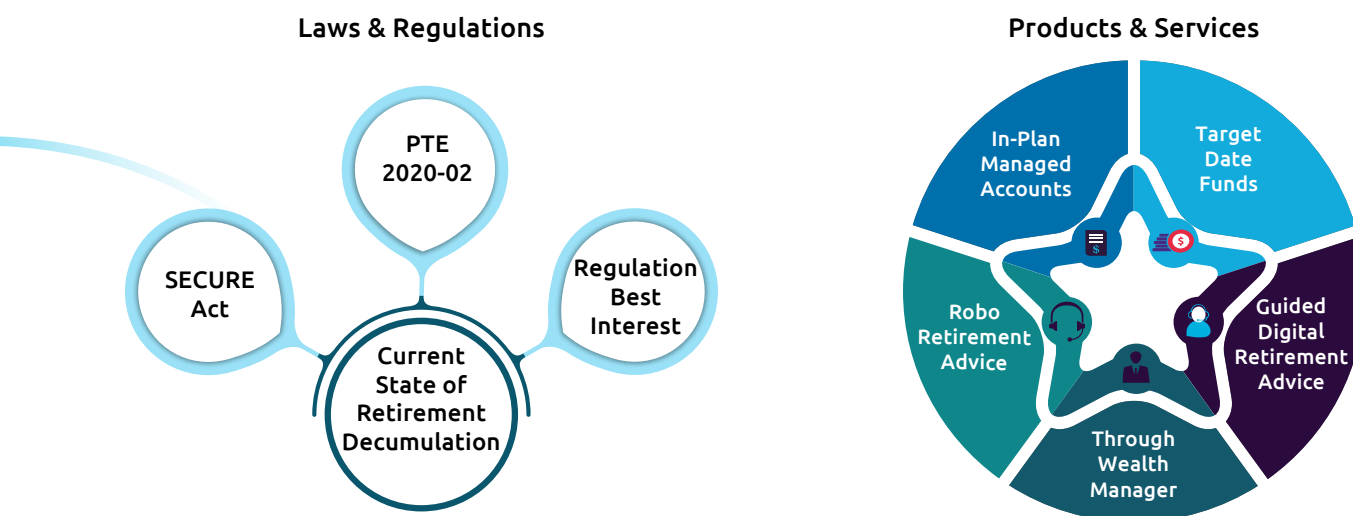 Laws & Regulations
PTE
2020-02
SECURE
Act
Regulation
Best
Interest
Current
State of
Retirement
Decumulation
Products & Services
In-Plan
Managed
Accounts
Target
Date
Funds
Robo
Retirement
Advice
Guided
Digital
Retirement
Advice
Through
Wealth
Manager
$
$